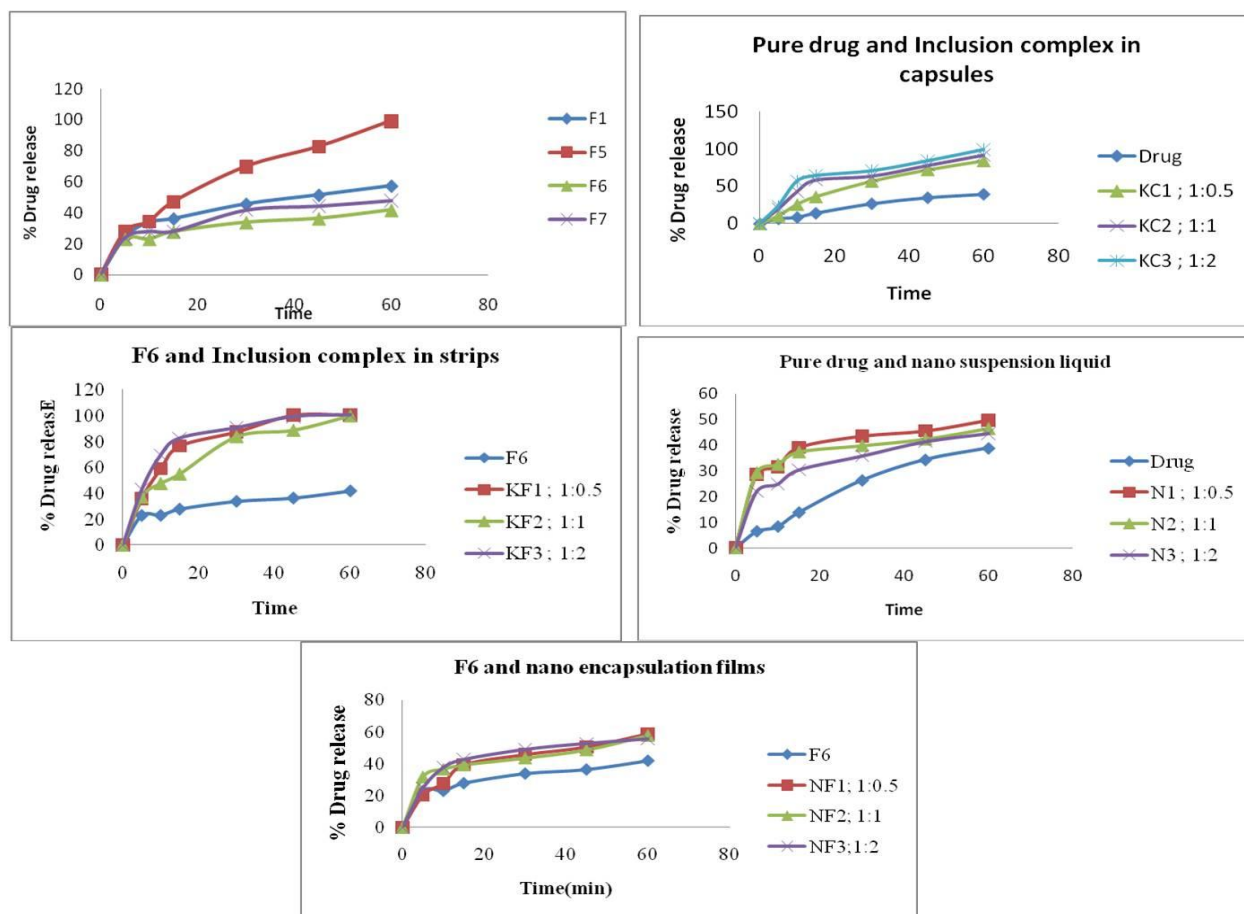 % Drug release
120
100
80
60
40
20
0
0
20
40
60
80
Time
F1
F5
F6
F7
Pure drug and Inclusion complex in
capsules
% Drug release
150
100
50
0
0
20
40
60
80
Time
Drug
KC1 ; 1:0.5
KC2 ; 1:1
KC3 ; 1:2
F6 and Inclusion complex in strips
% Drug releasE
120
100
80
60
40
20
0
0
20
40
60
80
Time
F6
KF1 ; 1:0.5
KF2 ; 1:1
KF3 ; 1:2
Pure drug and nano suspension liquid
% Drug release
60
50
40
30
20
10
0
0
20
40
60
80
Time
Drug
N1 ; 1:0.5
N2 ; 1:1
N3 ; 1:2
F6 and nano encapsulation films
% Drug release
80
60
40
20
0
0
20
40
60
80
Time(min)
F6
NF1; 1:0.5
NF2; 1:1
NF3;1:2